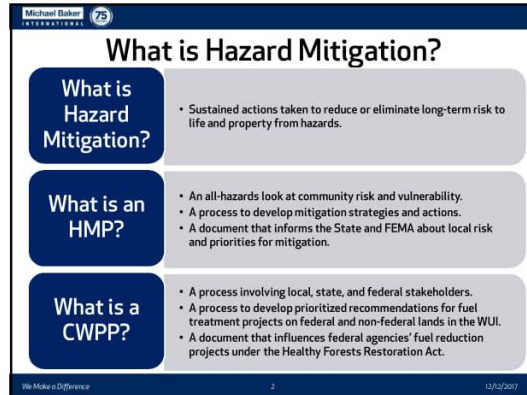 Michael Baker
INTERNATIONAL
75
What is Hazard Mitigation?
What is
Hazard
Mitigation?
• Sustained actions taken to reduce or eliminate long-term risk to
life and property from hazards.
What is an
HMP?
• An all-hazards look at community risk and vulnerability.
• A process to develop mitigation strategies and actions.
• A document that informs the State and FEMA about local risk
and priorities for mitigation.
What is a
CWPP?
• A process involving local, state, and federal stakeholders.
• A process to develop prioritized recommendations for fuel
treatment projects on federal and non-federal lands in the WUI.
• A document that influences federal agencies' fuel reduction
projects under the Healthy Forests Restoration Act.
We Make a Difference
2
12/12/2017